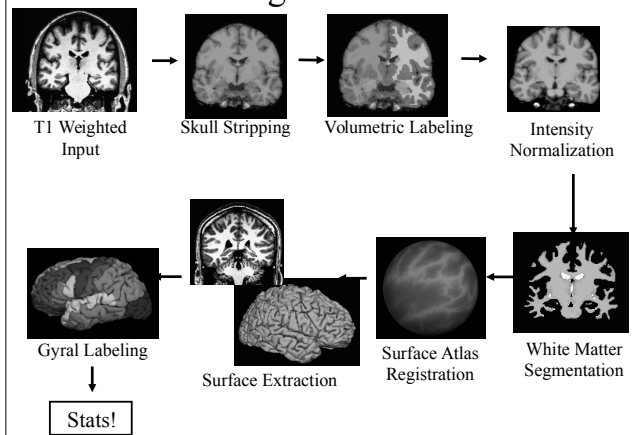 T1 Weighted
Input
Skull Stripping
Volumetric Labeling
Intensity
Normalization
White Matter
Segmentation
Surface Atlas
Registration
Surface Extraction
Gyral Labeling
Stats!